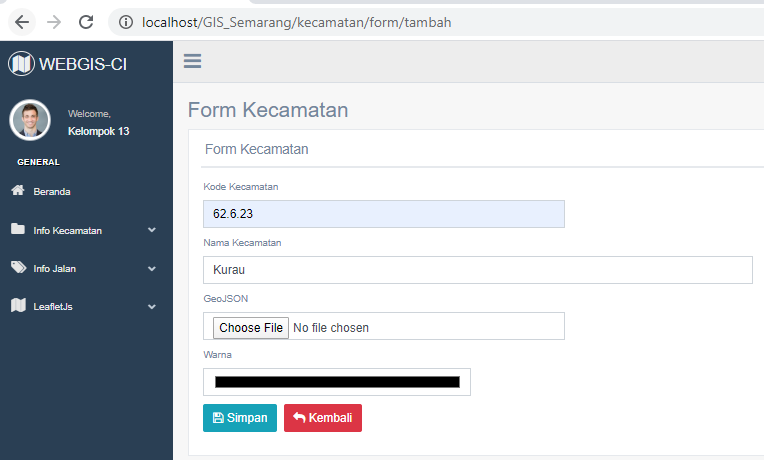 localhost/GIS_Semarang/kecamatan/form/tambah
WEBGIS-CI
Welcome,
Kelompok 13
GENERAL
Beranda
Info Kecamatan
Info Jalan
LeafletJs
Form Kecamatan
Form Kecamatan
Kode Kecamatan
62.6.23
Nama Kecamatan
Kurau
GeoJSON
Choose File No file chosen
Warna
Simpan Kembali